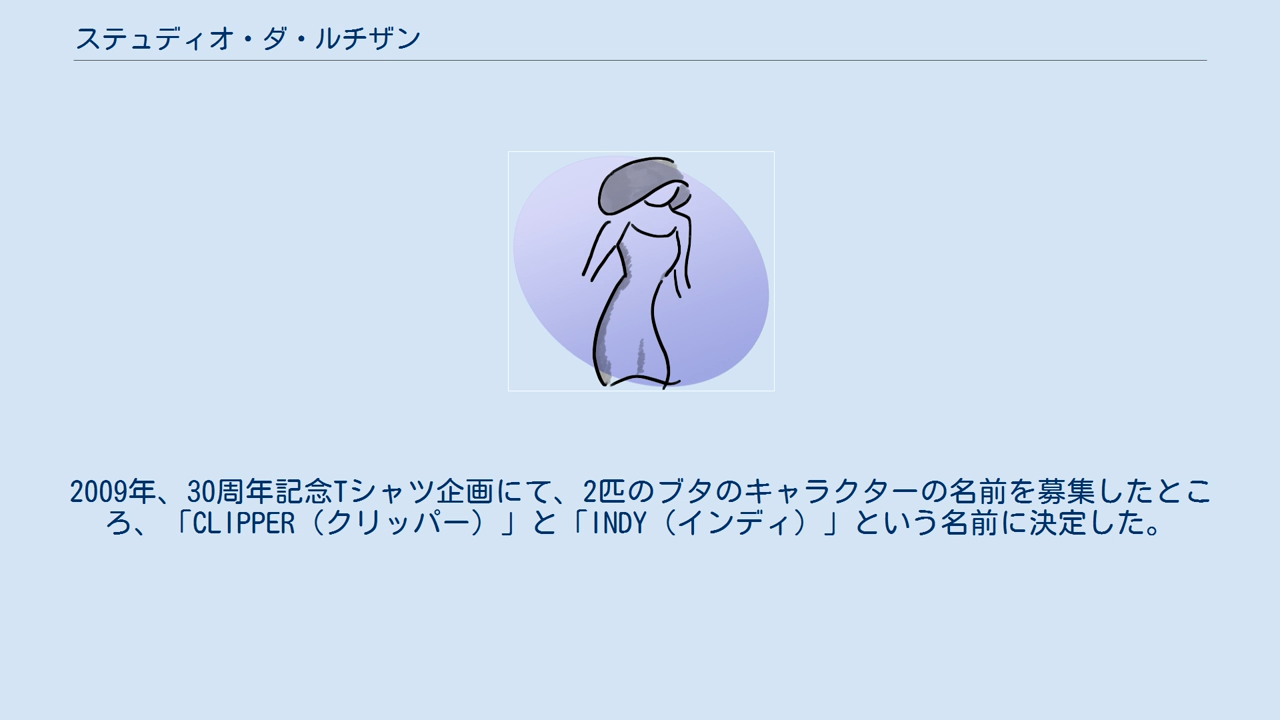 ステュディオ・ダ・ルチザン
2009年、30周年記念Tシャツ企画にて、2匹のブタのキャラクターの名前を募集したとこ
ろ、「CLIPPER（クリッパー）」と「INDY（インディ）」という名前に決定した。